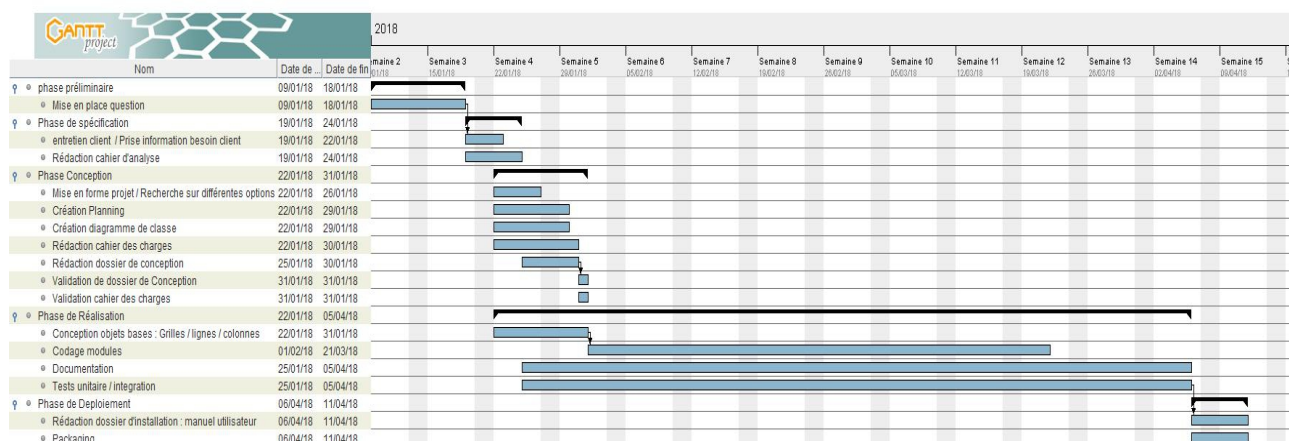 GANTT
project
2018
Semaine 2 Semaine 3 Semaine 4 Semaine 5 Semaine 6 Semaine 7 Semaine 8 Semaine 9 Semaine 10 Semaine 11 Semaine 12 Semaine 13 Semaine 14 Semaine 15
Nom Date de ... Date de fin
01/18 15/01/18 22/01/18 29/01/18 05/02/18 12/02/18 19/02/18 26/02/18 05/03/18 12/03/18 19/03/18 26/03/18 02/04/18 09/04/18
phase préliminaire 09/01/18 18/01/18
Mise en place question 09/01/18 18/01/18
Phase de spécification 19/01/18 24/01/18
entretien client / Prise information besoin client 19/01/18 22/01/18
Rédaction cahier d'analyse 19/01/18 24/01/18
Phase Conception 22/01/18 31/01/18
Mise en forme projet / Recherche sur différentes options 22/01/18 26/01/18
Création Planning 22/01/18 29/01/18
Création diagramme de classe 22/01/18 29/01/18
Rédaction cahier des charges 22/01/18 30/01/18
Rédaction dossier de conception 25/01/18 30/01/18
Validation de dossier de Conception 31/01/18 31/01/18
Validation cahier des charges 31/01/18 31/01/18
Phase de Réalisation 22/01/18 05/04/18
Conception objets bases : Grilles / lignes / colonnes 22/01/18 31/01/18
Codage modules 01/02/18 21/03/18
Documentation 25/01/18 05/04/18
Tests unitaire / integration 25/01/18 05/04/18
Phase de Deploiement 06/04/18 11/04/18
Rédaction dossier d'installation : manuel utilisateur 06/04/18 11/04/18
Packaging 06/04/18 11/04/18